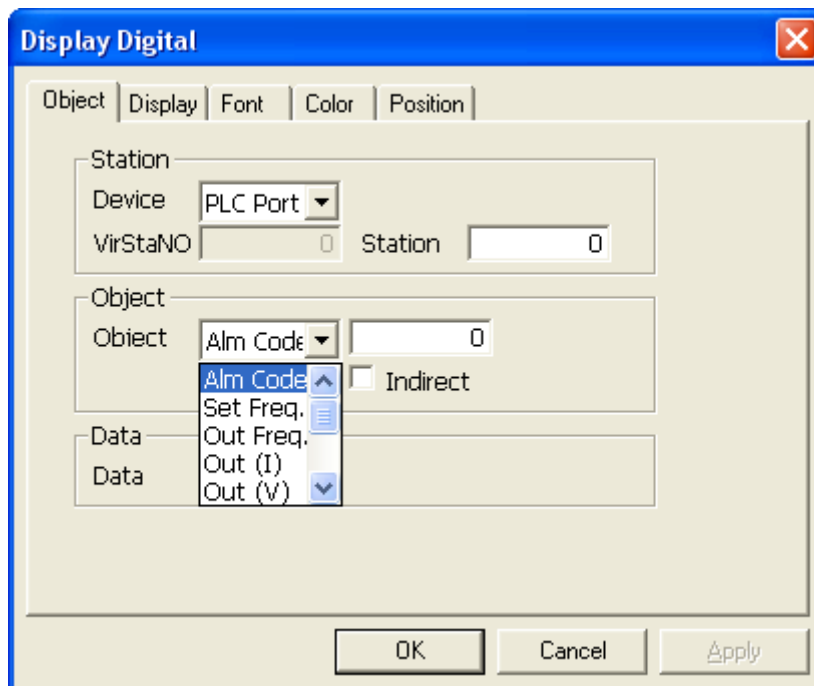 Display Digital
Object Display Font Color Position
Station
Device PLC Port
VirStaNO 0 Station 0
Object
Obiect Alm Code 0
Alm Code Indirect
Set Freq.
Out Freq.
Data
Out (I)
Data
Out (V)
OK Cancel Apply